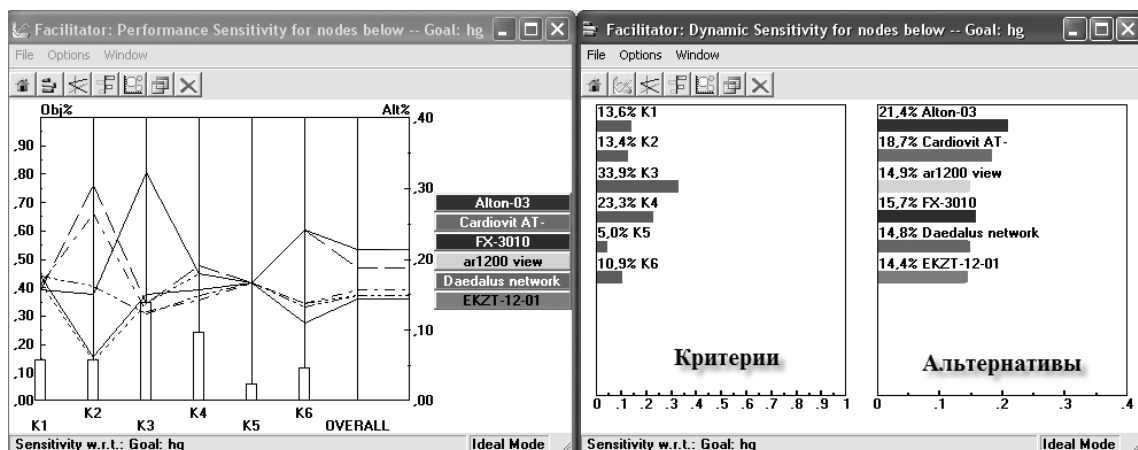 Facilitator: Performance Sensitivity for nodes below -- Goal: hg
File Options Window
Obj% Alt%
,90
,80
,70
,60
,50
,40
,30
,20
,10
,00
,40
,30
,20
,10
,00
K1
K2
K3
K4
K5
K6
OVERALL
Alton-03
Cardiovit AT-
FX-3010
ar1200 view
Daedalus network
EKZT-12-01
Sensitivity w.r.t.: Goal: hg Ideal Mode
Facilitator: Dynamic Sensitivity for nodes below -- Goal: hg
File Options Window
13,6% K1
13,4% K2
33,9% K3
23,3% K4
5,0% K5
10,9% K6
Критерии
0 .1 .2 .3 .4 .5 .6 .7 .8 .9 1
21,4% Alton-03
18,7% Cardiovit AT-
14,9% ar1200 view
15,7% FX-3010
14,8% Daedalus network
14,4% EKZT-12-01
Альтернативы
0 .1 .2 .3 .4
Sensitivity w.r.t.: Goal: hg Ideal Mode